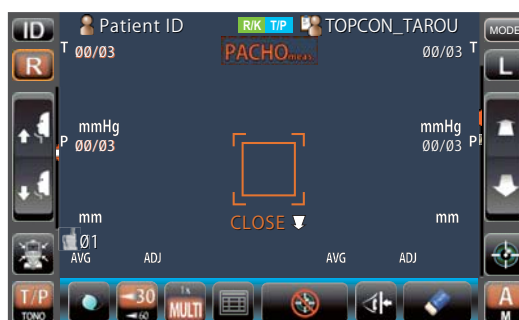 ID Patient ID R/K T/P TOPCON_TAROU MODE
R T 00/03 PACHO meas. 00/03 T L
mmHg mmHg
P 00/03 00/03 P
CLOSE
mm mm
01
AVG ADJ AVG ADJ
T/P TONO 30 60 1x MULTI A M